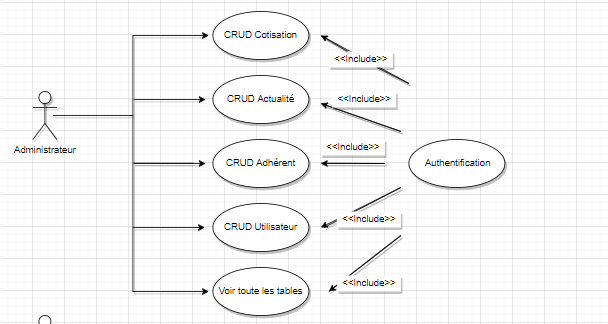 CRUD Cotisation
<<Include>>
CRUD Actualité
<<Include>>
Administrateur
<<Include>>
CRUD Adhérent
Authentification
CRUD Utilisateur
<<Include>>
Voir toute les tables
<<Include>>